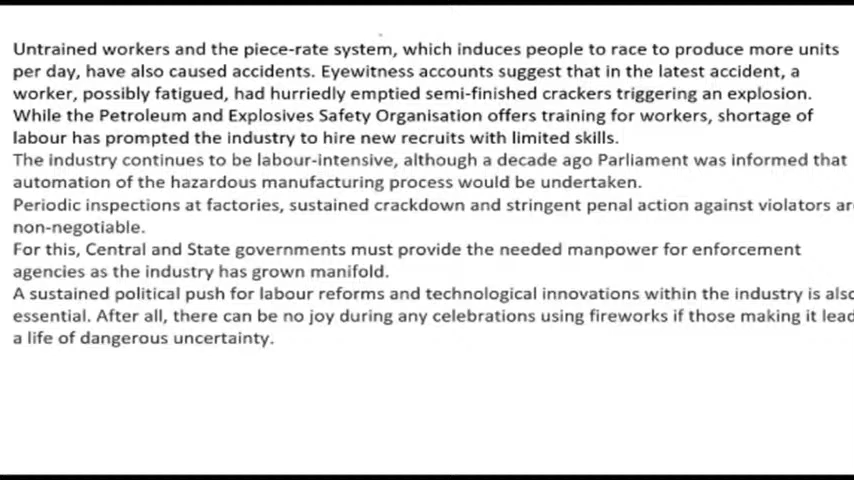 Untrained workers and the piece-rate system, which induces people to race to produce more units
per day, have also caused accidents. Eyewitness accounts suggest that in the latest accident, a
worker, possibly fatigued, had hurriedly emptied semi-finished crackers triggering an explosion.
While the Petroleum and Explosives Safety Organisation offers training for workers, shortage of
labour has prompted the industry to hire new recruits with limited skills.
The industry continues to be labour-intensive, although a decade ago Parliament was informed that
automation of the hazardous manufacturing process would be undertaken.
Periodic inspections at factories, sustained crackdown and stringent penal action against violators ar
non-negotiable.
For this, Central and State governments must provide the needed manpower for enforcement
agencies as the industry has grown manifold.
A sustained political push for labour reforms and technological innovations within the industry is also
essential. After all, there can be no joy during any celebrations using fireworks if those making it lead
a life of dangerous uncertainty.